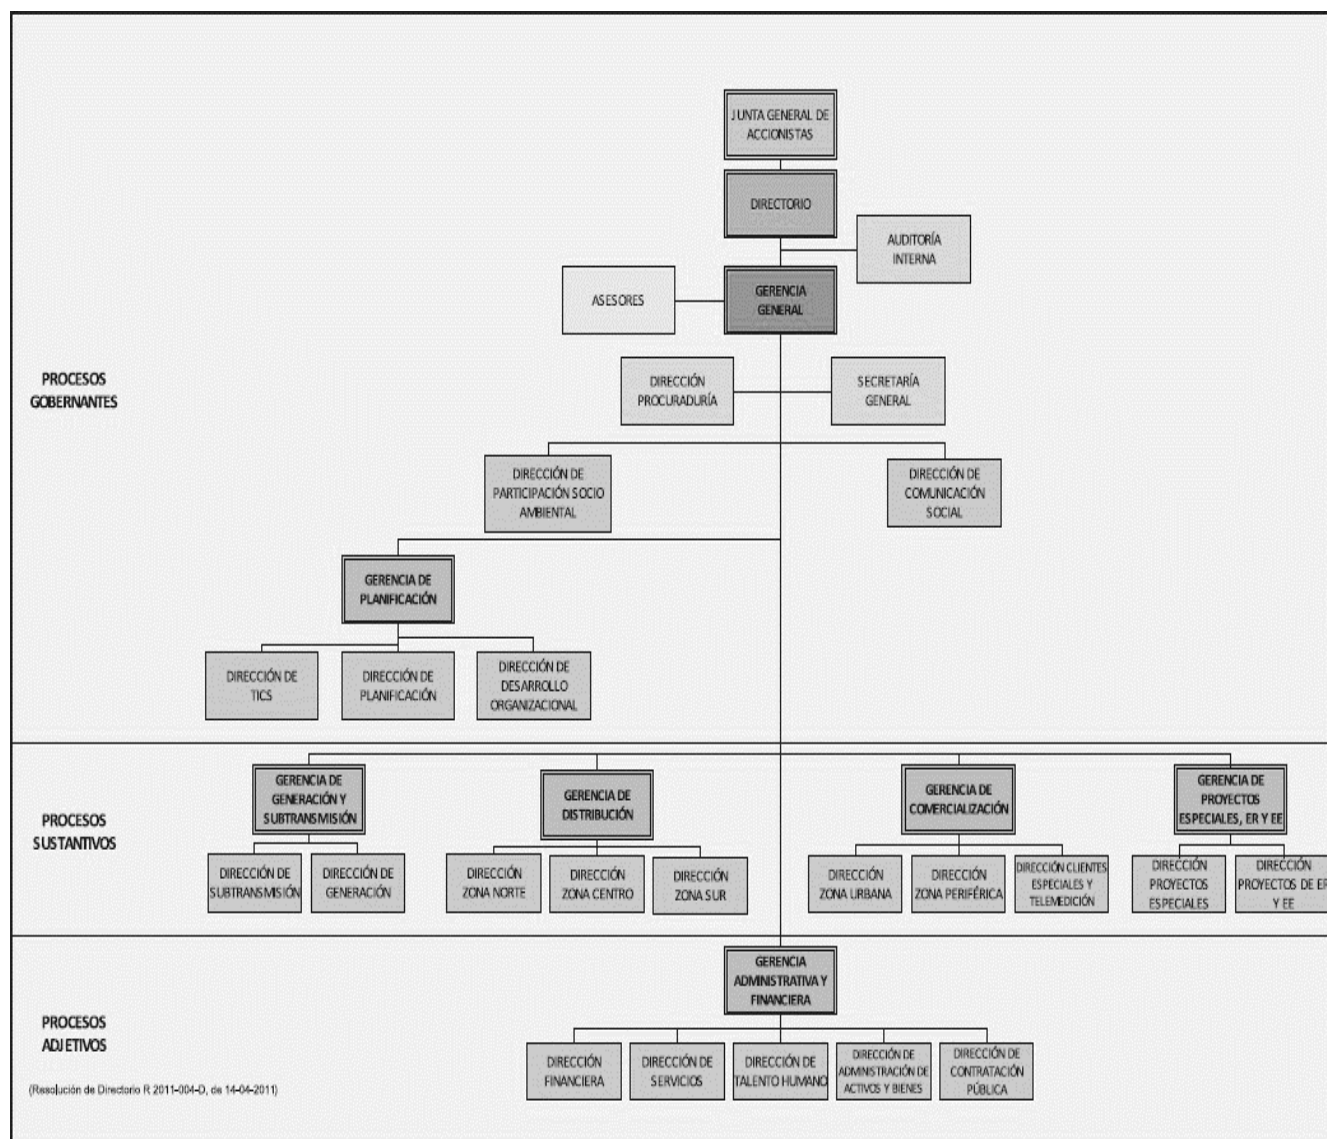 JUNTA GENERAL DE
ACCIONISTAS
DIRECTORIO
AUDITORÍA
INTERNA
ASESORES
GERENCIA
GENERAL
PROCESOS
GOBERNANTES
DIRECCIÓN
PROCURADURÍA
SECRETARÍA
GENERAL
DIRECCIÓN DE
PARTICIPACIÓN SOCIO
AMBIENTAL
DIRECCIÓN DE
COMUNICACIÓN
SOCIAL
GERENCIA DE
PLANIFICACIÓN
DIRECCIÓN DE
TICS
DIRECCIÓN DE
PLANIFICACIÓN
DIRECCIÓN DE
DESARROLLO
ORGANIZACIONAL
PROCESOS
SUSTANTIVOS
GERENCIA DE
GENERACIÓN Y
SUBTRANSMISIÓN
GERENCIA DE
DISTRIBUCIÓN
GERENCIA DE
COMERCIALIZACIÓN
GERENCIA DE
PROYECTOS
ESPECIALES, ER Y EE
DIRECCIÓN DE
SUBTRANSMISIÓN
DIRECCIÓN DE
GENERACIÓN
DIRECCIÓN
ZONA NORTE
DIRECCIÓN
ZONA CENTRO
DIRECCIÓN
ZONA SUR
DIRECCIÓN
ZONA URBANA
DIRECCIÓN
ZONA PERIFÉRICA
DIRECCIÓN CLIENTES
ESPECIALES Y
TELEMEDICIÓN
DIRECCIÓN
PROYECTOS
ESPECIALES
DIRECCIÓN
PROYECTOS DE ER
Y EE
PROCESOS
ADJETIVOS
GERENCIA
ADMINISTRATIVA Y
FINANCIERA
DIRECCIÓN
FINANCIERA
DIRECCIÓN DE
SERVICIOS
DIRECCIÓN DE
TALENTO HUMANO
DIRECCIÓN DE
ADMINISTRACIÓN DE
ACTIVOS Y BIENES
DIRECCIÓN DE
CONTRATACIÓN
PÚBLICA
(Resolución de Directorio R 2011-004-D, de 14-04-2011)